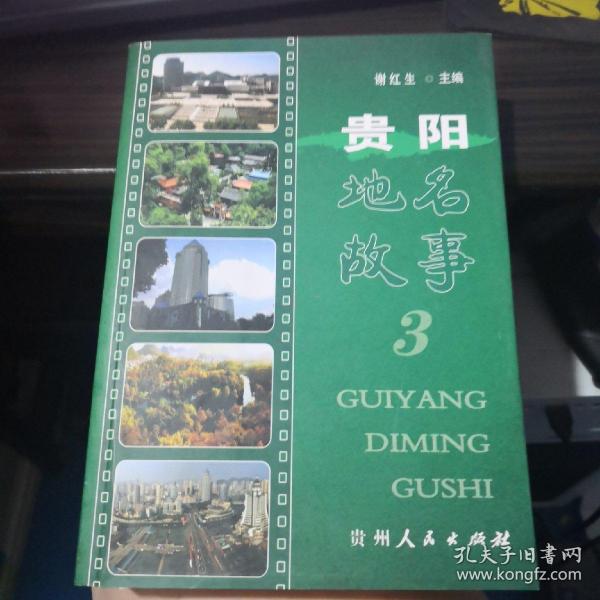 谢红生 ◎ 主编
贵阳
地名
故事
3
GUIYANG
DIMING
GUSHI
贵州人民出版社
孔夫子旧书网
www.kongfz.com